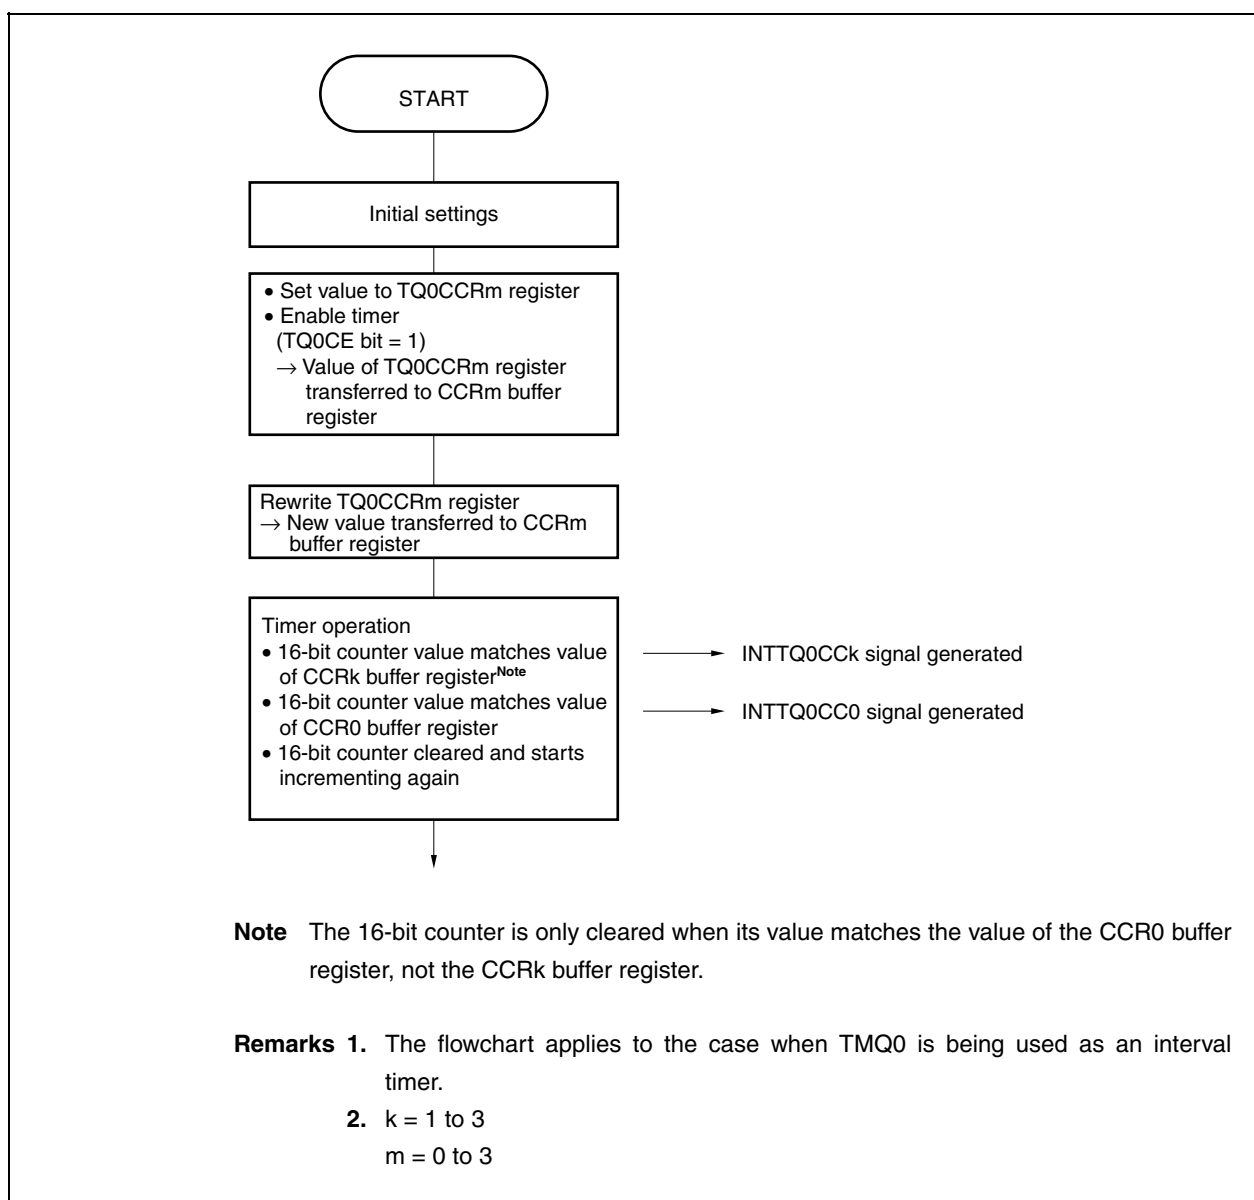 START
Initial settings
• Set value to TQ0CCRm register
• Enable timer
(TQ0CE bit = 1)
→ Value of TQ0CCRm register
transferred to CCRm buffer
register
Rewrite TQ0CCRm register
→ New value transferred to CCRm
buffer register
Timer operation
• 16-bit counter value matches value
of CCRk buffer registerNote
• 16-bit counter value matches value
of CCR0 buffer register
• 16-bit counter cleared and starts
incrementing again
INTTQ0CCk signal generated
INTTQ0CC0 signal generated
Note The 16-bit counter is only cleared when its value matches the value of the CCR0 buffer
register, not the CCRk buffer register.
Remarks 1. The flowchart applies to the case when TMQ0 is being used as an interval
timer.
2. k = 1 to 3
m = 0 to 3